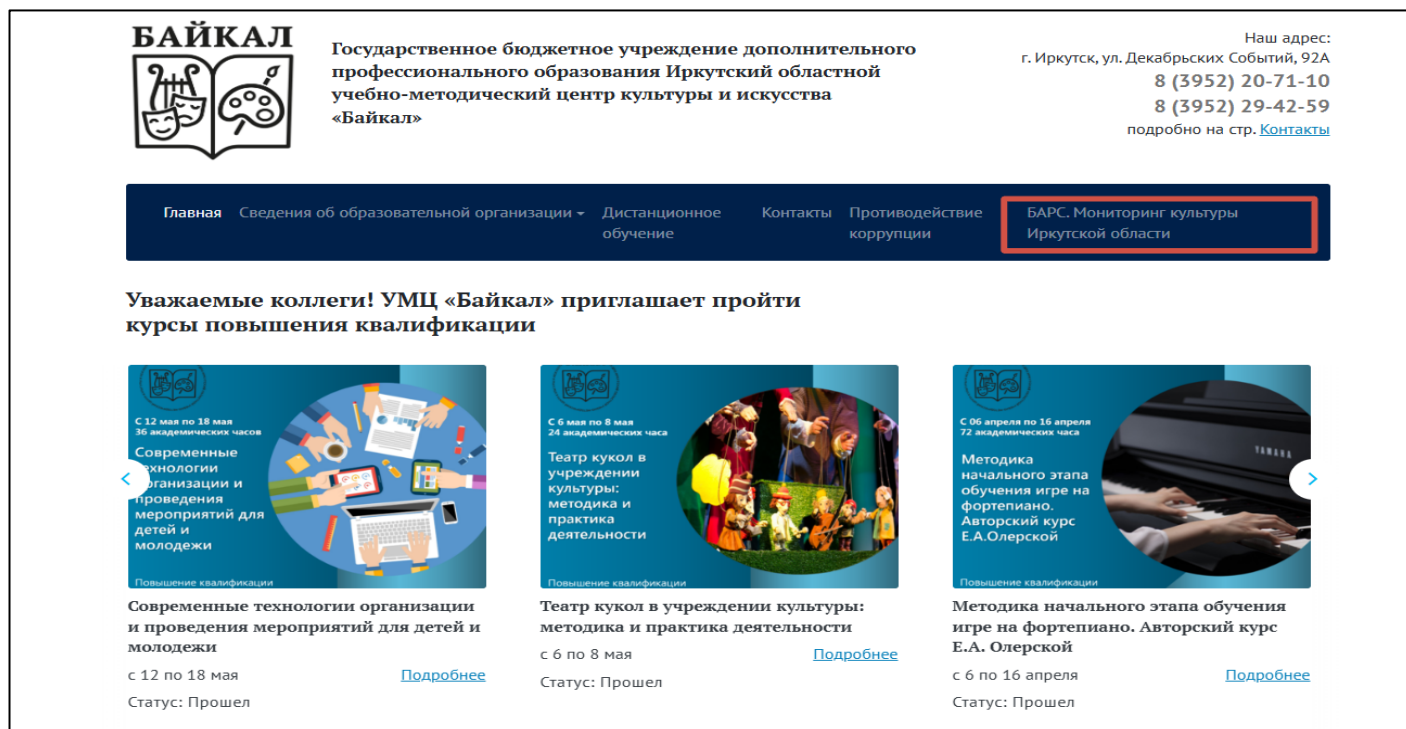 БАЙКАЛ
Государственное бюджетное учреждение дополнительного
профессионального образования Иркутский областной
учебно-методический центр культуры и искусства
«Байкал»
Наш адрес:
г. Иркутск, ул. Декабрьских Событий, 92А
8 (3952) 20-71-10
8 (3952) 29-42-59
подробно на стр. Контакты
Главная
Сведения об образовательной организации
Дистанционное
обучение
Контакты
Противодействие
коррупции
БАРС. Мониторинг культуры
Иркутской области
Уважаемые коллеги! УМЦ «Байкал» приглашает пройти
курсы повышения квалификации
С 12 мая по 18 мая
36 академических часов
Современные
технологии
организации и
проведения
мероприятий для
детей и
молодежи
Повышение квалификации
Современные технологии организации
и проведения мероприятий для детей и
молодежи
с 12 по 18 мая
Подробнее
Статус: Прошел
С 6 мая по 8 мая
24 академических часа
Театр кукол в
учреждении
культуры:
методика и
практика
деятельности
Повышение квалификации
Театр кукол в учреждении культуры:
методика и практика деятельности
с 6 по 8 мая
Подробнее
Статус: Прошел
С 06 апреля по 16 апреля
72 академических часа
Методика
начального этапа
обучения игре на
фортепиано.
Авторский курс
Е.А.Олерской
YAMAHA
Повышение квалификации
Методика начального этапа обучения
игре на фортепиано. Авторский курс
Е.А. Олерской
с 6 по 16 апреля
Подробнее
Статус: Прошел